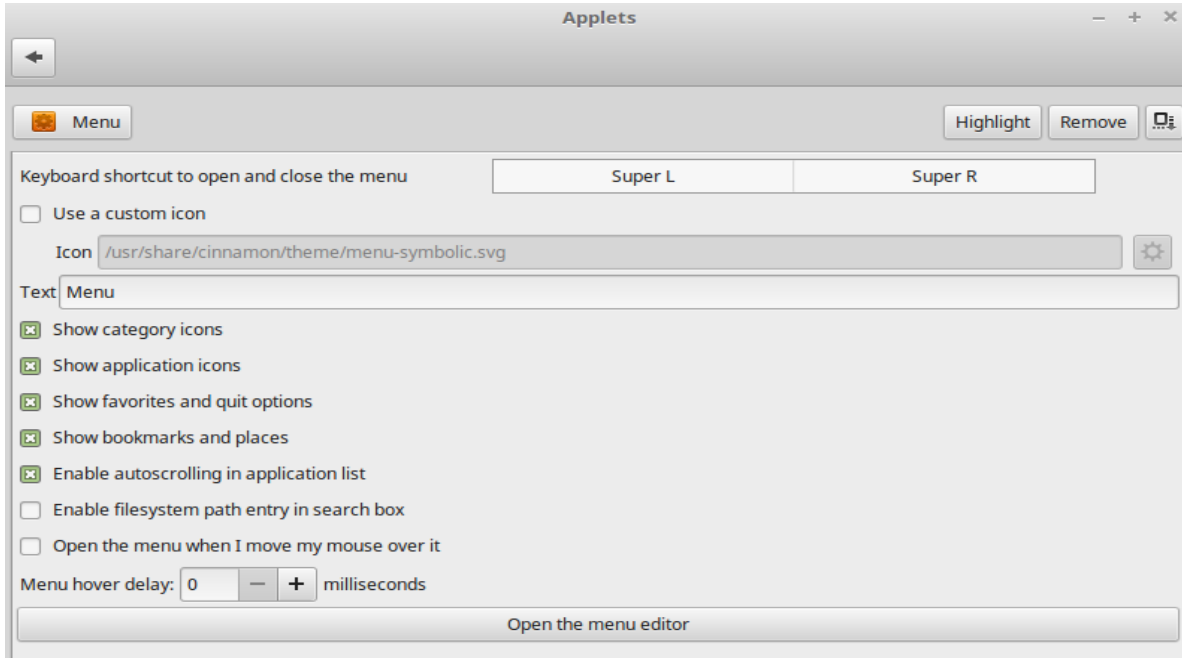 Applets
Menu Highlight Remove
Keyboard shortcut to open and close the menu Super L Super R
Use a custom icon
Icon /usr/share/cinnamon/theme/menu-symbolic.svg
Text Menu
Show category icons
Show application icons
Show favorites and quit options
Show bookmarks and places
Enable autoscrolling in application list
Enable filesystem path entry in search box
Open the menu when I move my mouse over it
Menu hover delay: 0 milliseconds
Open the menu editor